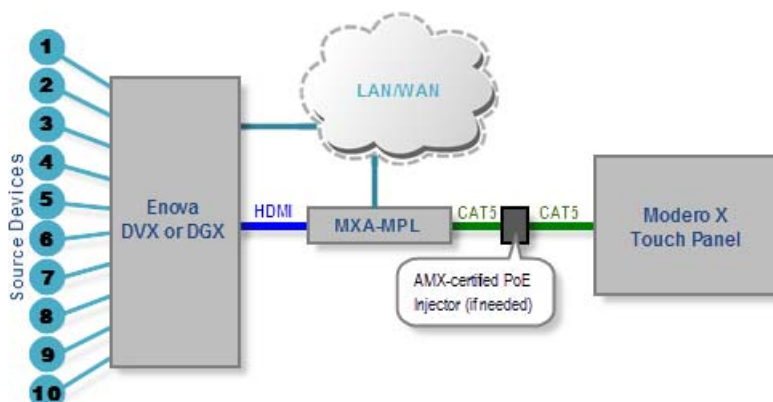 Source Devices
1
2
3
4
5
6
7
8
9
10
Enova
DVX or DGX
LAN/WAN
HDMI
MXA-MPL
CAT5
CAT5
AMX-certified PoE
Injector (if needed)
Modero X
Touch Panel